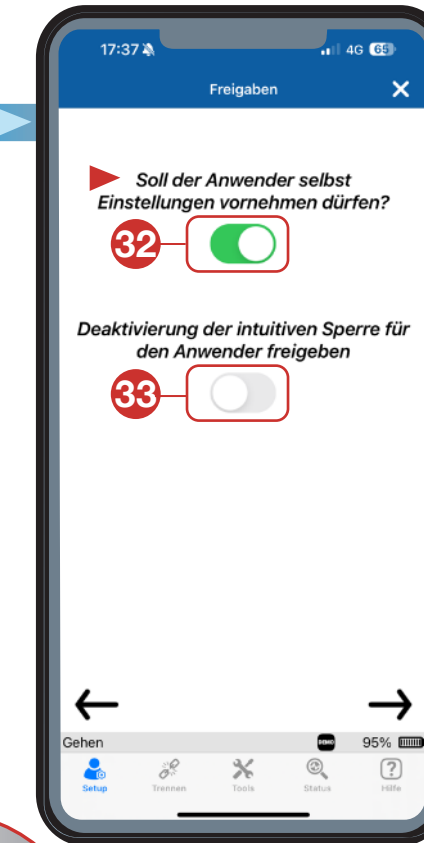 17:37
4G 65
Freigaben
Soll der Anwender selbst
Einstellungen vornehmen dürfen?
32
Deaktivierung der intuitiven Sperre für
den Anwender freigeben
33
Gehen DEMO 95%
Setup Trennen Tools Status Hilfe